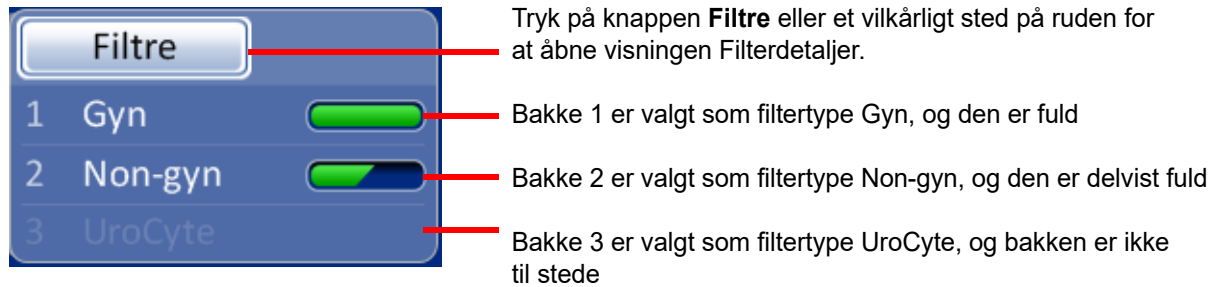 Filtre
1 Gyn
2 Non-gyn
3 UroCyte
Tryk på knappen Filtre eller et vilkårligt sted på ruden for
at åbne visningen Filterdetaljer.
Bakke 1 er valgt som filtertype Gyn, og den er fuld
Bakke 2 er valgt som filtertype Non-gyn, og den er delvist fuld
Bakke 3 er valgt som filtertype UroCyte, og bakken er ikke
til stede